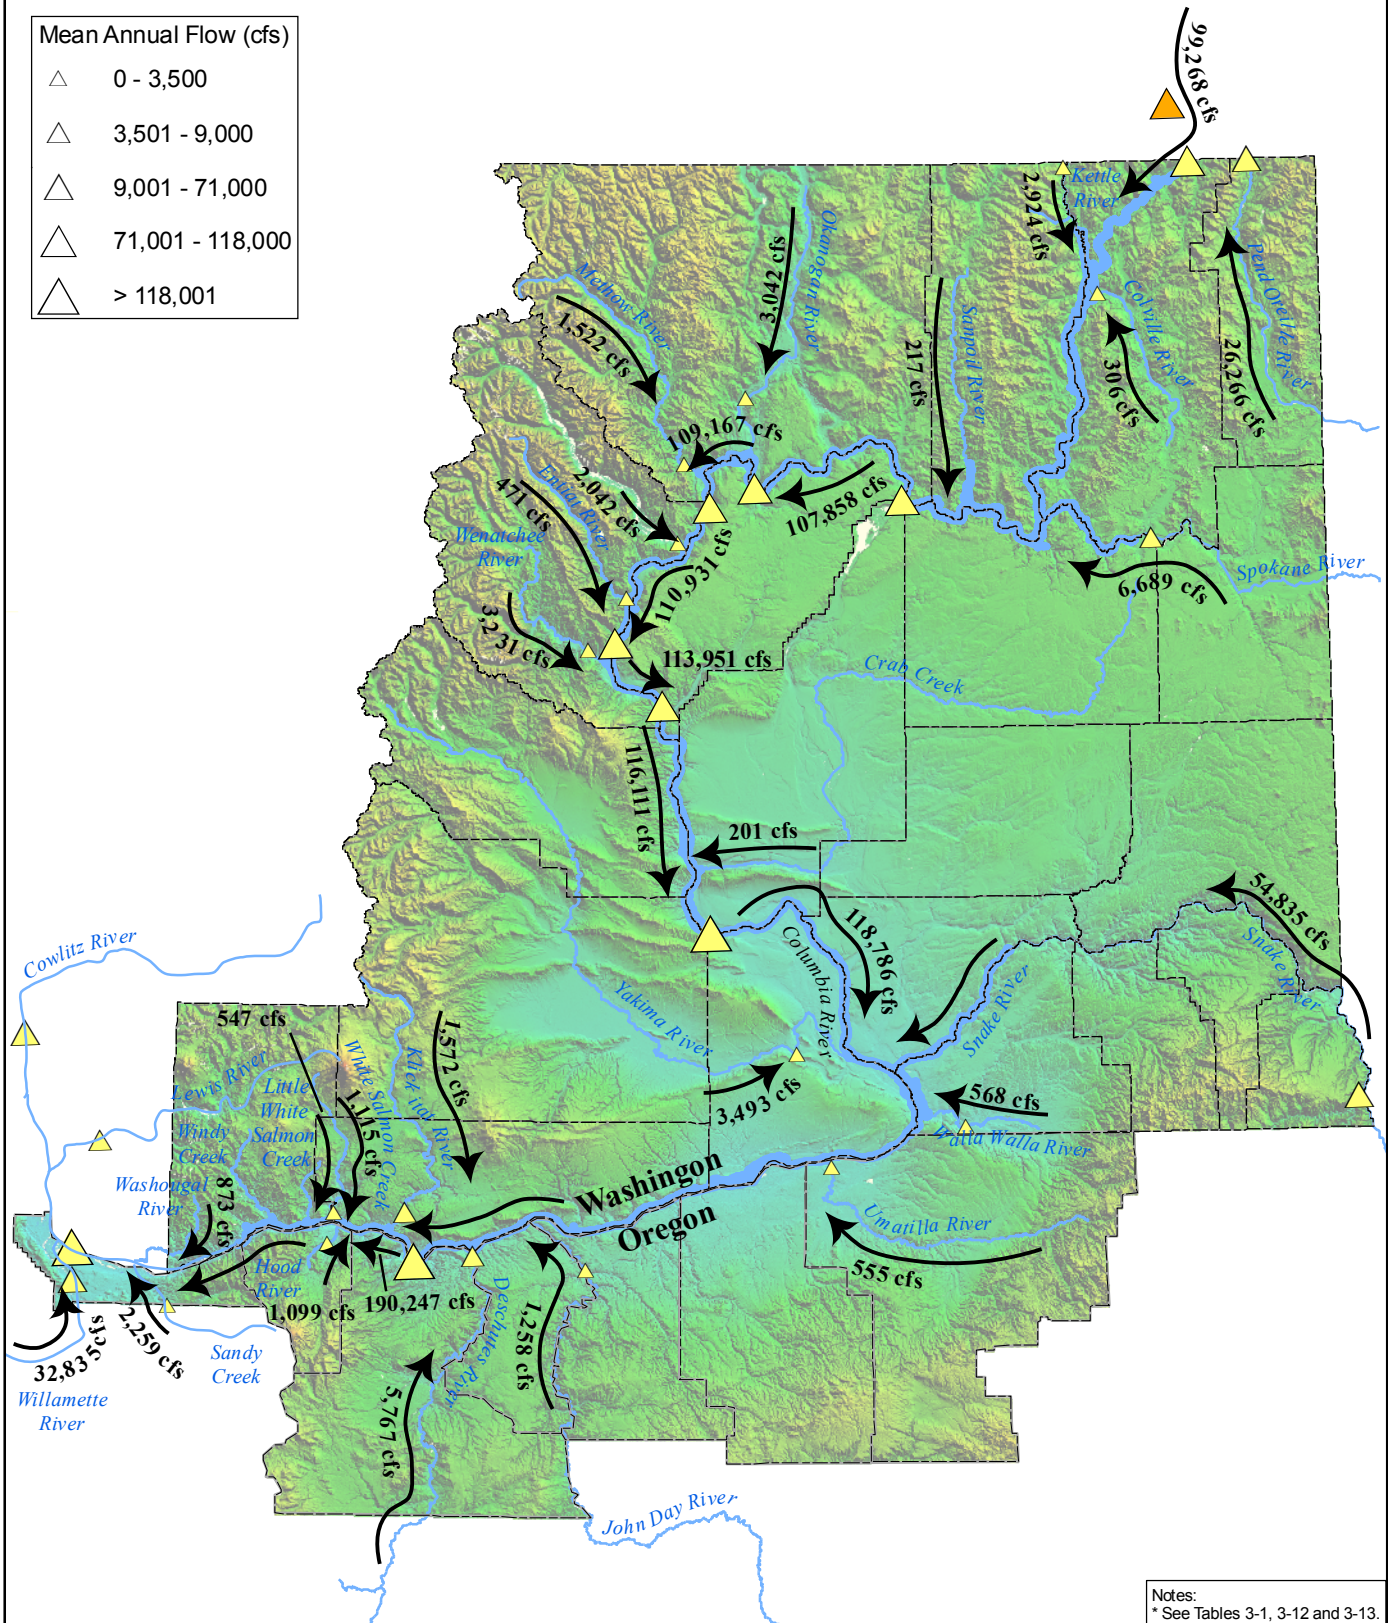 Mean Annual Flow (cfs)
0 - 3,500
3,501 - 9,000
9,001 - 71,000
71,001 - 118,000
> 118,001
99,268 cfs
Kettle
River
2,924 cfs
Okanogan River
3,042 cfs
Methow River
1,522 cfs
Sanpail River
217 cfs
Colville River
306 cfs
Pend Orelle River
26,266 cfs
109,167 cfs
107,858 cfs
2,042 cfs
Entiat River
471 cfs
Wenatchee
River
110,931 cfs
3,231 cfs
6,689 cfs
Spokane River
113,951 cfs
Crab Creek
116,111 cfs
201 cfs
118,786 cfs
Columbia River
54,835 cfs
Snake River
Snake River
Cowlitz River
Yakima River
3,493 cfs
568 cfs
Walla Walla River
547 cfs
Lewis River
Little
White
Salmon
Creek
White Salmon Creek
1,115 cfs
Klickitat River
1,572 cfs
Windy
Creek
Washougal
River
873 cfs
Washingon
Oregon
Umatilla River
555 cfs
Hood
River
1,099 cfs
190,247 cfs
Deschutes River
1,258 cfs
5,767 cfs
2,259 cfs
Sandy
Creek
32,835 cfs
Willamette
River
John Day River
Notes:
* See Tables 3-1, 3-12 and 3-13.